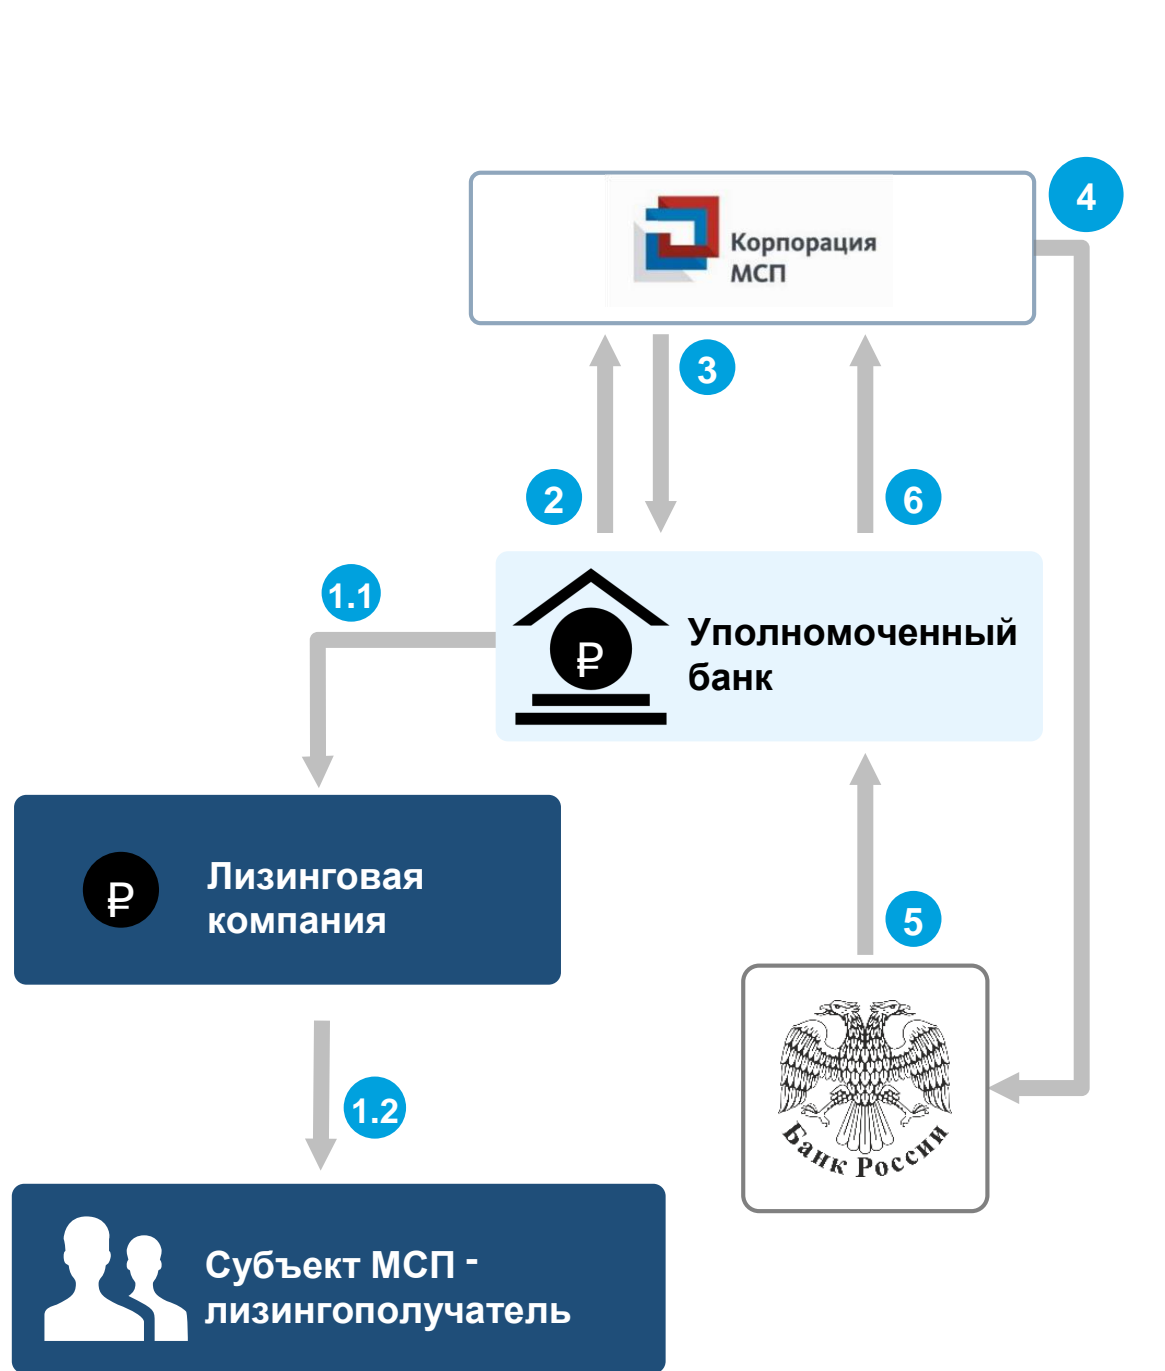 4
Корпорация
МСП
3
2
6
1.1
₽
Уполномоченный
банк
₽
Лизинговая
компания
5
1.2
Банк России
Субъект МСП -
лизингополучатель